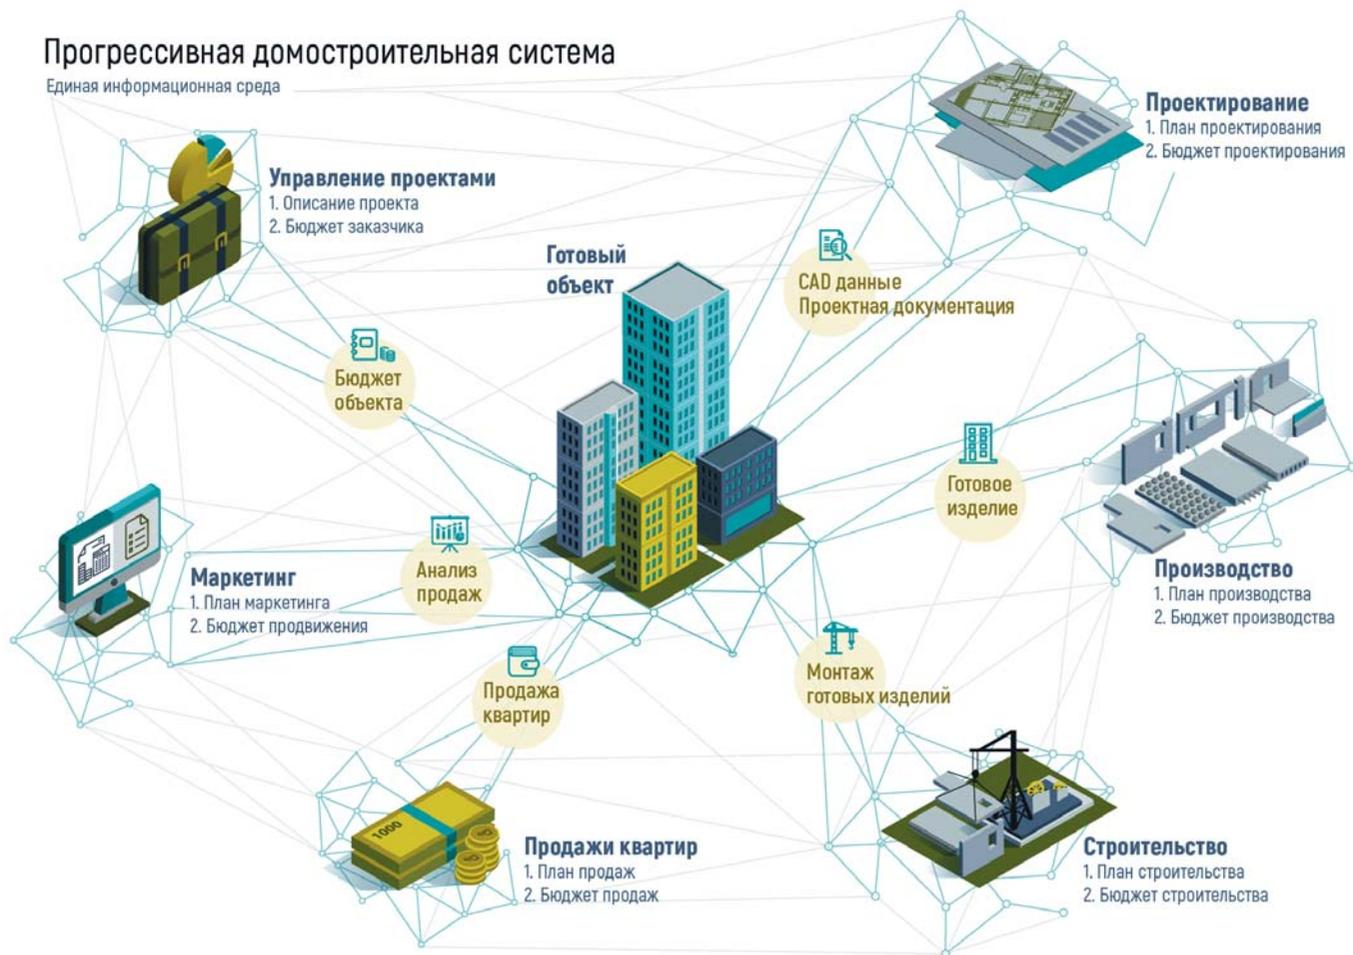 Прогрессивная домостроительная система
Единая информационная среда
Управление проектами
1. Описание проекта
2. Бюджет заказчика
Проектирование
1. План проектирования
2. Бюджет проектирования
Готовый
объект
CAD данные
Проектная документация
Бюджет
объекта
Готовое
изделие
Производство
1. План производства
2. Бюджет производства
Маркетинг
1. План маркетинга
2. Бюджет продвижения
Анализ
продаж
Продажа
квартир
Монтаж
готовых изделий
1000
Продажи квартир
1. План продаж
2. Бюджет продаж
Строительство
1. План строительства
2. Бюджет строительства